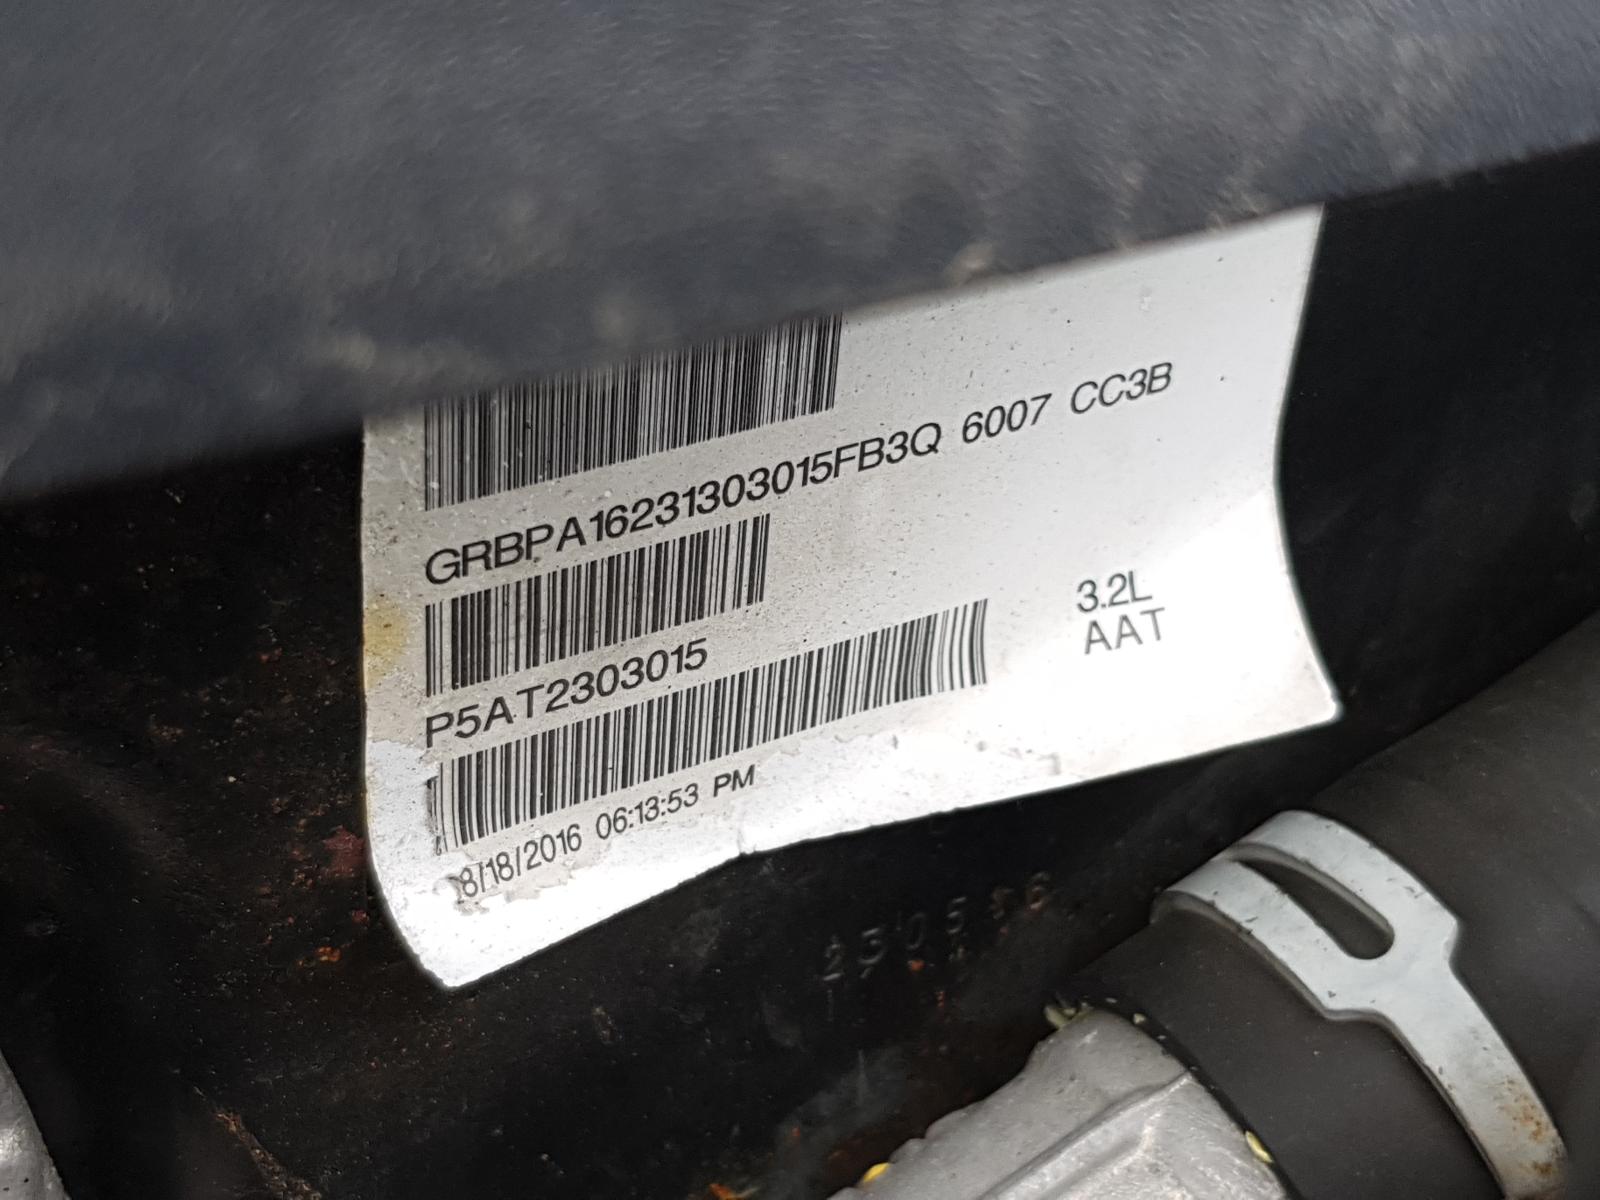 GRBPA16231303015FB3Q 6007 CC3B
P5AT2303015
3.2L
AAT
8/18/2016 06:13:53 PM